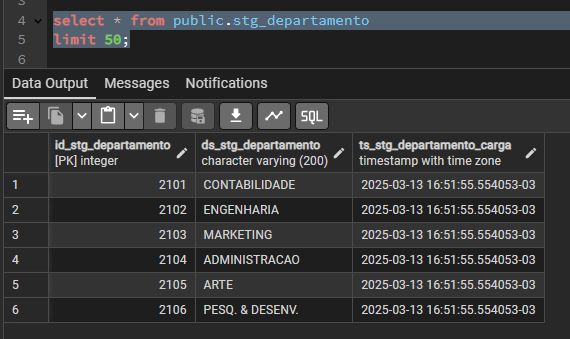 3
4 select * from public.stg_departamento
5 limit 50;
6
Data Output Messages Notifications
SQL
id_stg_departamento ds_stg_departamento ts_stg_departamento_carga
[PK] integer character varying (200) timestamp with time zone
1 2101 CONTABILIDADE 2025-03-13 16:51:55.554053-03
2 2102 ENGENHARIA 2025-03-13 16:51:55.554053-03
3 2103 MARKETING 2025-03-13 16:51:55.554053-03
4 2104 ADMINISTRACAO 2025-03-13 16:51:55.554053-03
5 2105 ARTE 2025-03-13 16:51:55.554053-03
6 2106 PESQ. & DESENV. 2025-03-13 16:51:55.554053-03